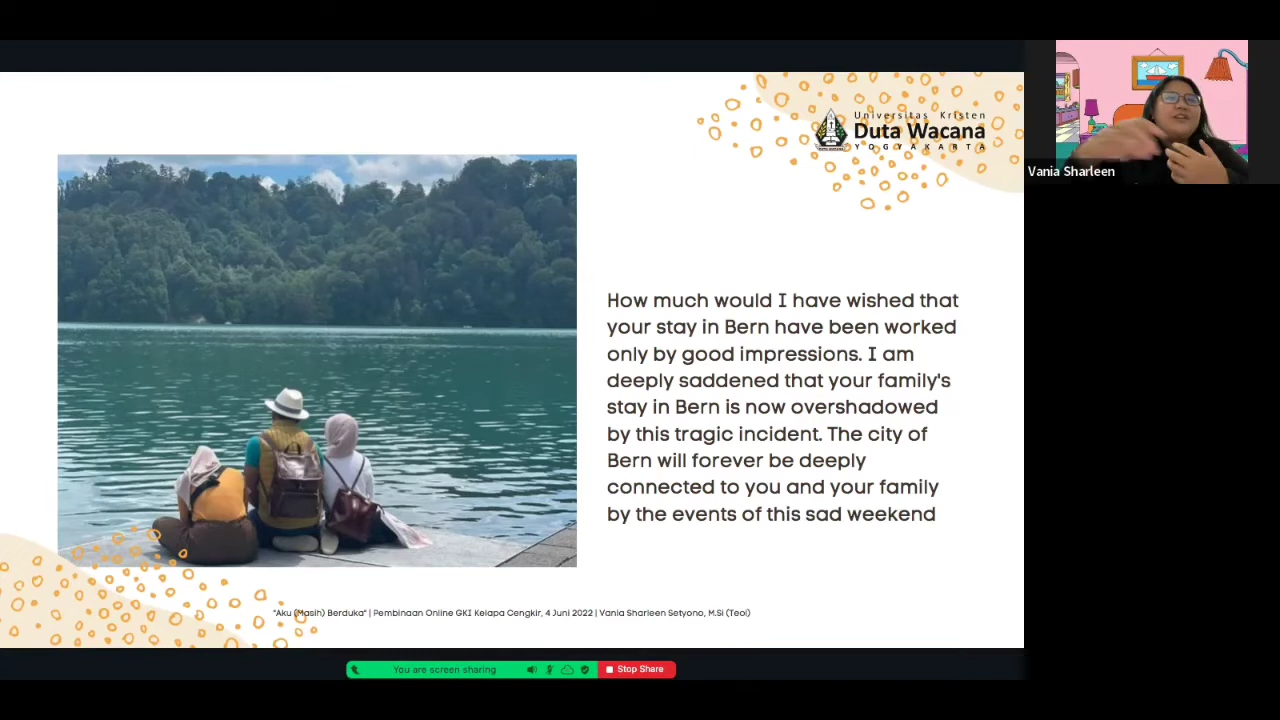 Universitas Kristen
Duta Wacana
YOGYAKARTA
Vania Sharleen
How much would I have wished that
your stay in Bern have been worked
only by good impressions. I am
deeply saddened that your family's
stay in Bern is now overshadowed
by this tragic incident. The city of
Bern will forever be deeply
connected to you and your family
by the events of this sad weekend
"Aku (Masih) Berduka" | Pembinaan Online GKI Kelapa Cengkir, 4 Juni 2022 | Vania Sharleen Setyono, M.Si (Teol)
You are screen sharing
Stop Share